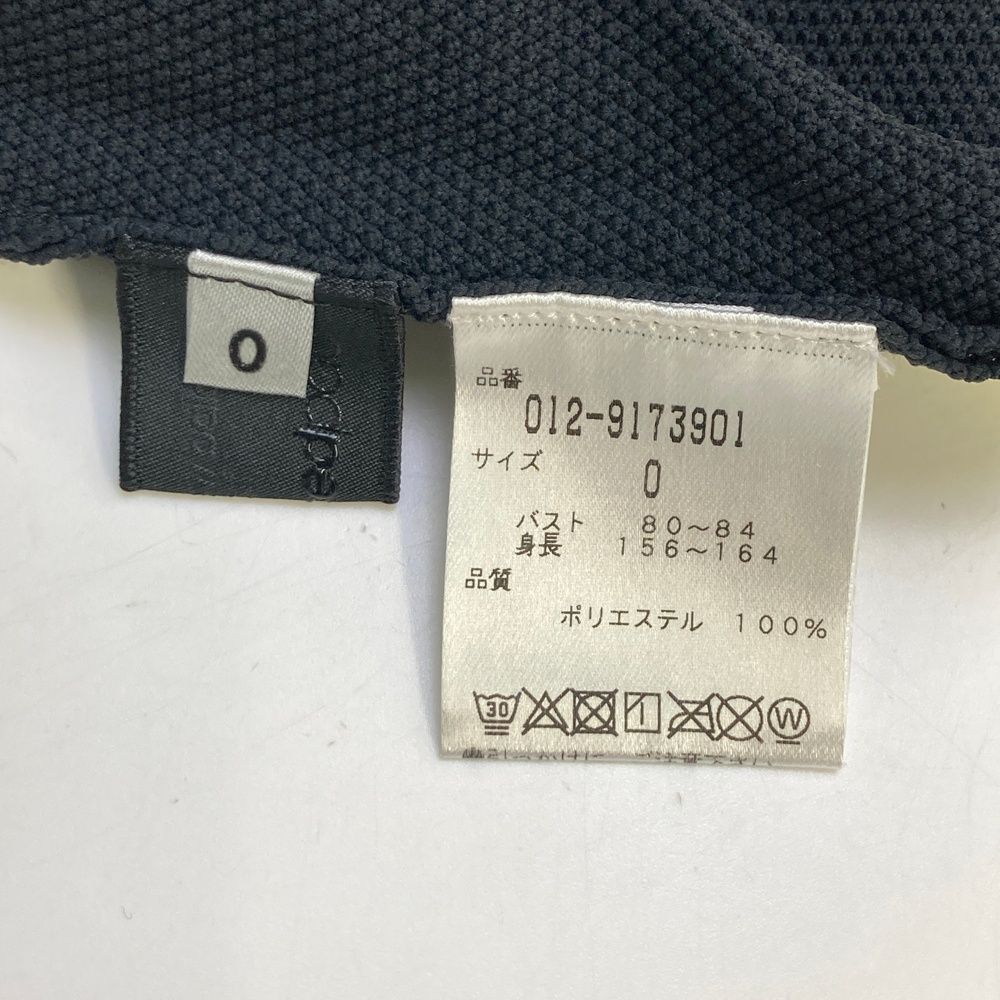 0
品番
012-9173901
サイズ
0
バスト 80～84
身長 156～164
品質
ポリエステル 100%
30
W